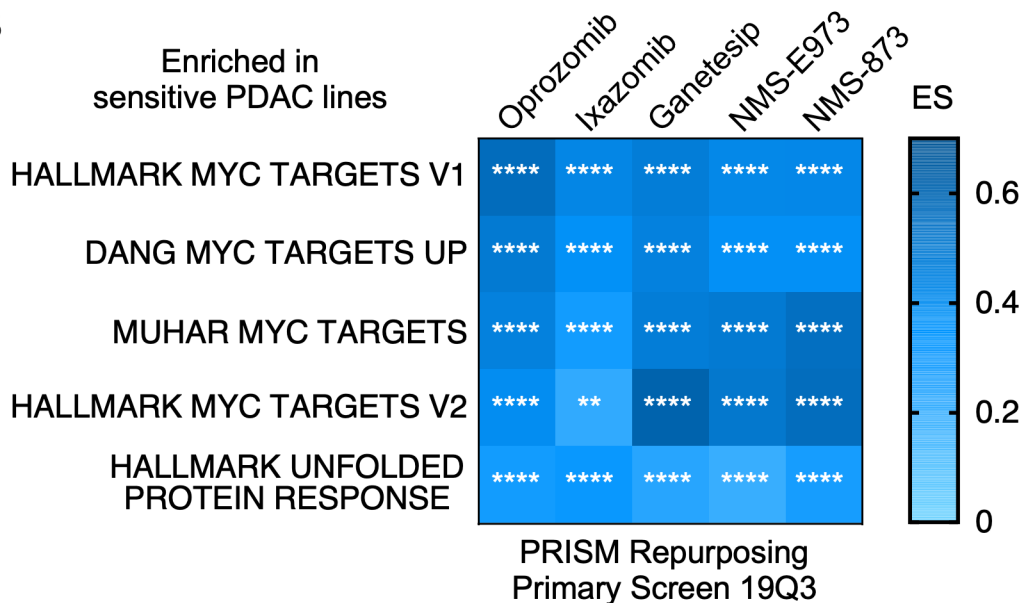 Enriched in
sensitive PDAC lines
Oprozomib
Ixazomib
Ganetesip
NMS-E973
NMS-873
ES
HALLMARK MYC TARGETS V1
**** **** **** **** ****
DANG MYC TARGETS UP
**** **** **** **** ****
MUHAR MYC TARGETS
**** **** **** **** ****
HALLMARK MYC TARGETS V2
**** ** **** **** ****
HALLMARK UNFOLDED
PROTEIN RESPONSE
**** **** **** **** ****
0.6
0.4
0.2
0
PRISM Repurposing
Primary Screen 19Q3